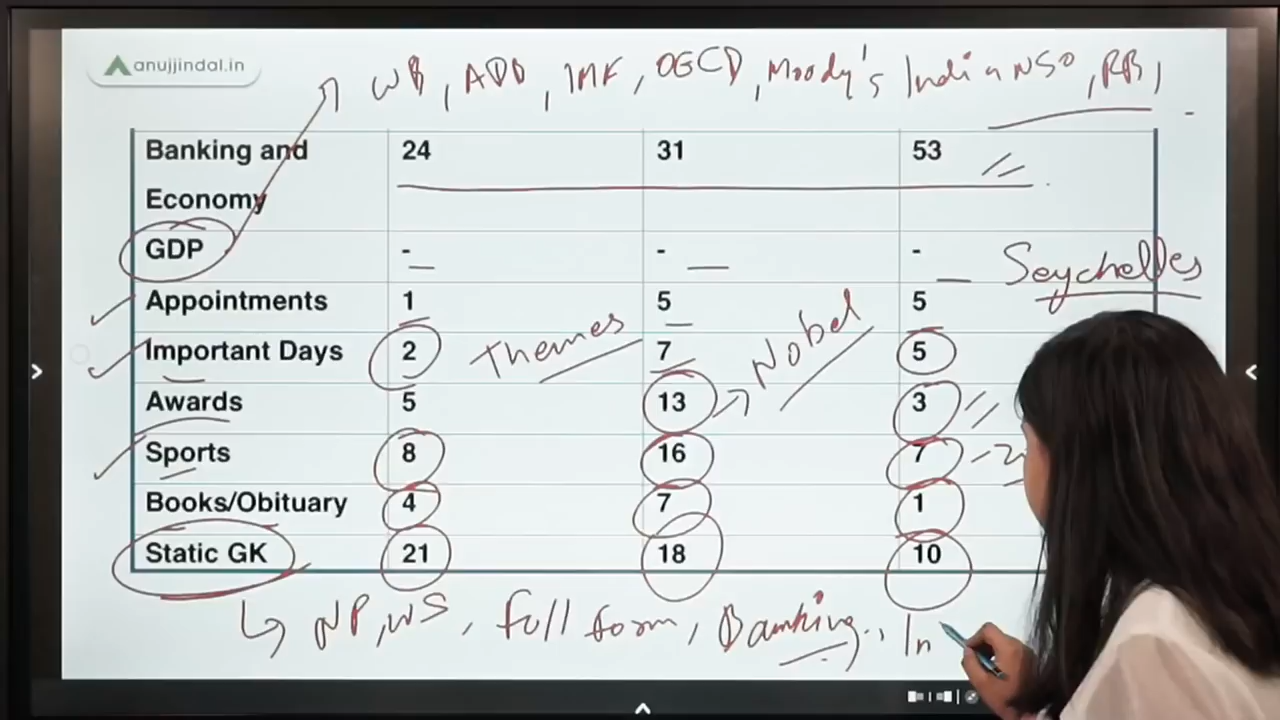 anujjindal.in
WB, ADB, IMF, OECD, Moody's India NSO, RBI,
Banking and Economy 24 31 53
GDP - - - Seychelles
Appointments 1 5 5
Important Days 2 Themes 7 Nobel 5
Awards 5 13 3
Sports 8 16 7
Books/Obituary 4 7 1
Static GK 21 18 10
NP, WS, Full form, Banking.., In